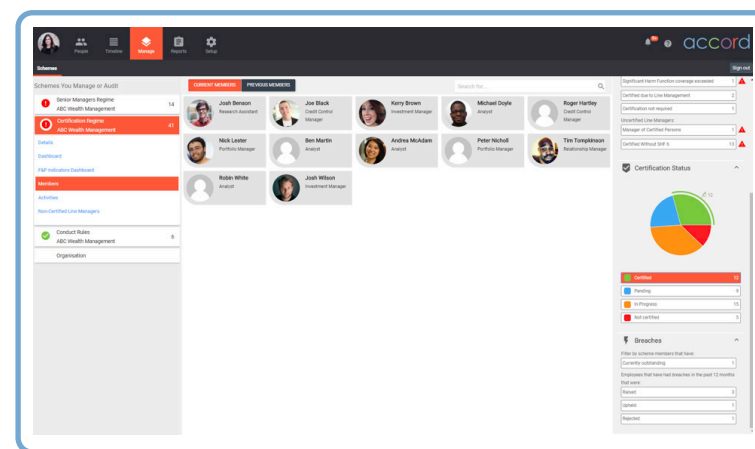 People
Timeline
Manage
Reports
Setup
accord
Schemes
Sign out
Schemes You Manage or Audit
Senior Managers Regime
ABC Wealth Management
14
Certification Regime
ABC Wealth Management
41
Details
Dashboard
F&P Indicators Dashboard
Members
Activities
Non-Certified Line Managers
Conduct Rules
ABC Wealth Management
6
Organisation
CURRENT MEMBERS
PREVIOUS MEMBERS
Search for...
Josh Benson
Research Assistant
Joe Black
Credit Control
Manager
Kerry Brown
Investment Manager
Michael Doyle
Analyst
Roger Hartley
Credit Control
Manager
Nick Lester
Portfolio Manager
Ben Martin
Analyst
Andrea McAdam
Analyst
Peter Nicholl
Portfolio Manager
Tim Tompkinson
Relationship Manager
Robin White
Analyst
Josh Wilson
Investment Manager
Significant Harm Function coverage exceeded 1
Certified due to Line Management 2
Certification not required 1
Uncertified Line Managers:
Manager of Certified Persons 1
Certified Without SHF 6 13
Certification Status
12
Certified 12
Pending 9
In Progress 15
Not certified 5
Breaches
Filter by scheme members that have:
Currently outstanding 1
Employees that have had breaches in the past 12 months
that were:
Raised 3
Upheld 1
Rejected 1